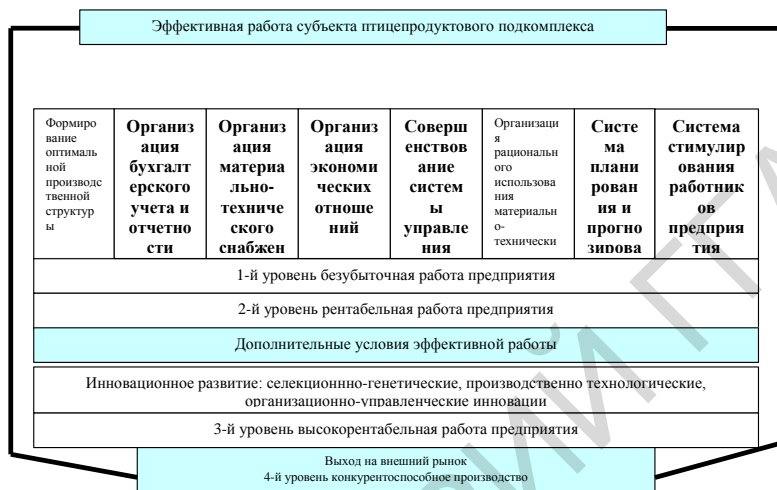 Эффективная работа субъекта птицепродуктового подкомплекса
Формиро
вание
оптималь
ной
производс
твенной
структур
ы
Организ
ация
бухгалт
ерского
учета и
отчетно
сти
Организ
ация
материа
льно-
техниче
ского
снабжен
Организ
ация
экономи
ческих
отноше
ний
Соверш
енствов
ание
систем
ы
управле
ния
Организаци
я
рациональн
ого
использова
ния
материальн
о-
технически
Систе
ма
плани
рован
ия и
прогно
зирова
Система
стимулир
ования
работник
ов
предприя
тия
1-й уровень безубыточная работа предприятия
2-й уровень рентабельная работа предприятия
Дополнительные условия эффективной работы
Инновационное развитие: селекционнно-генетические, производственно технологические,
организационно-управленческие инновации
3-й уровень высокорентабельная работа предприятия
Выход на внешний рынок
4-й уровень конкурентоспособное производство